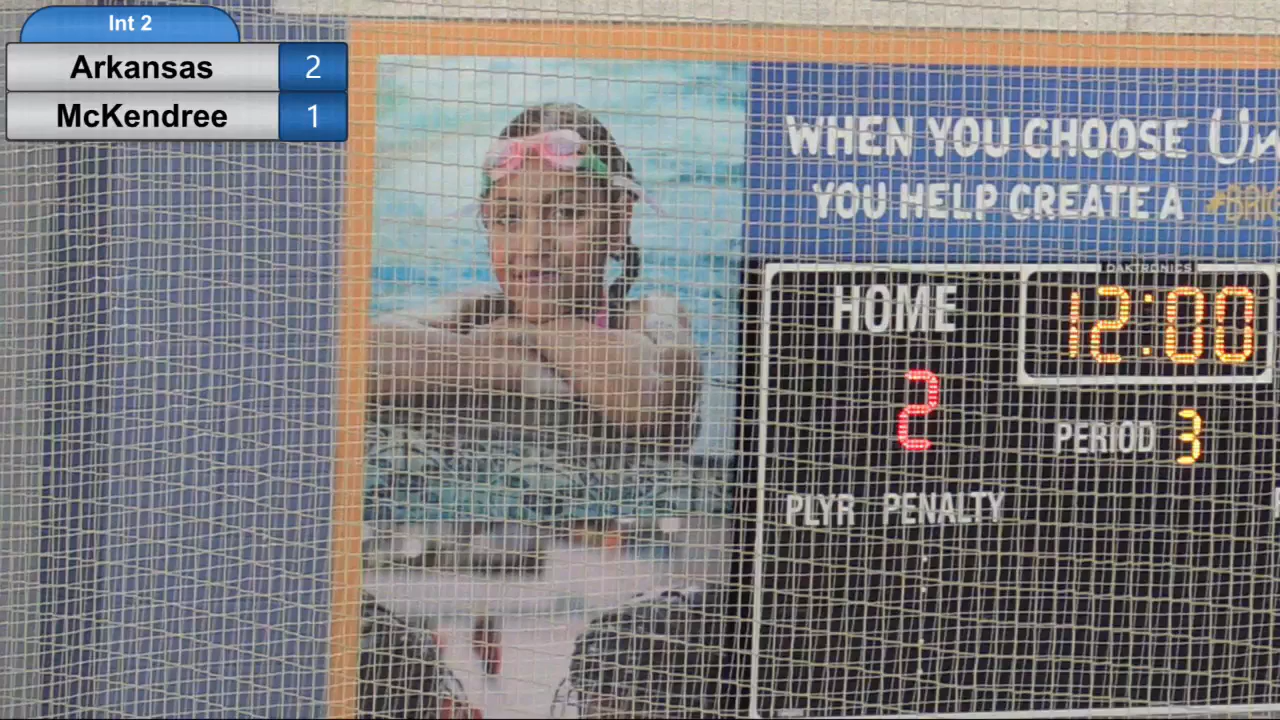 Int 2
Arkansas 2
McKendree 1
WHEN YOU CHOOSE
YOU HELP CREATE A
DAKTRONICS
HOME 12:00
2
PERIOD 3
PLYR PENALTY